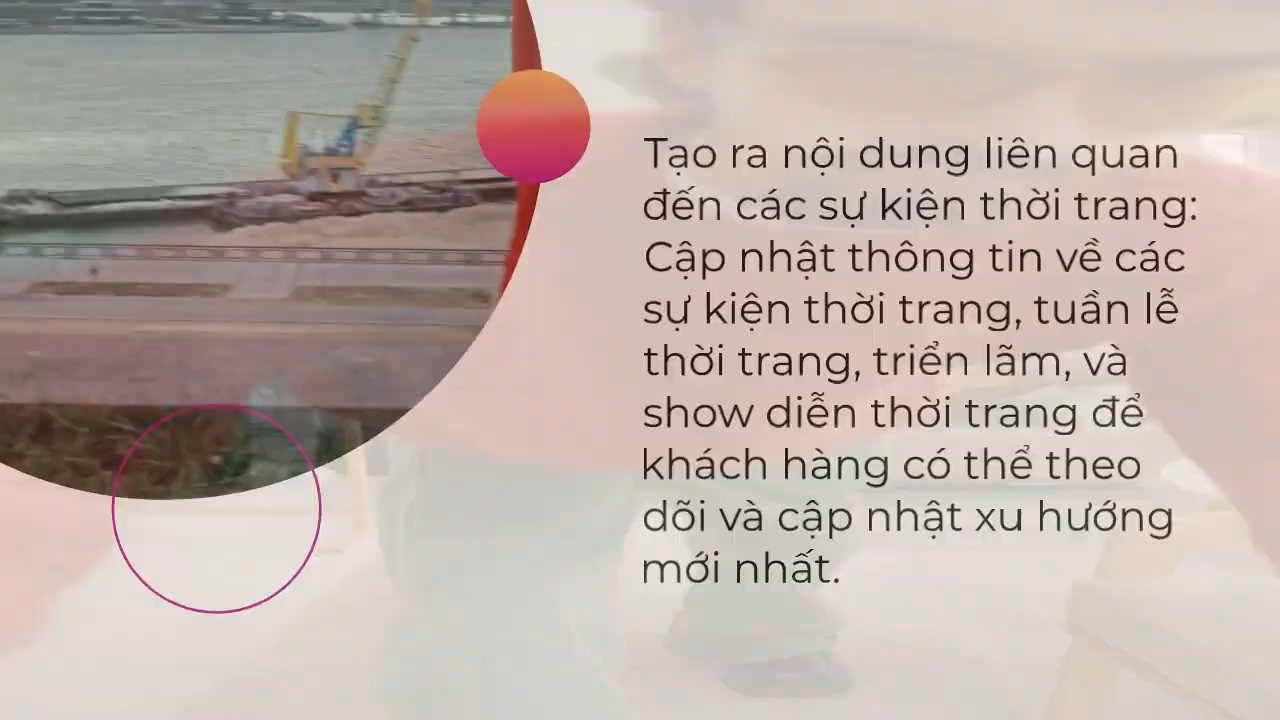 Tạo ra nội dung liên quan
đến các sự kiện thời trang:
Cập nhật thông tin về các
sự kiện thời trang, tuần lễ
thời trang, triển lãm, và
show diễn thời trang để
khách hàng có thể theo
dõi và cập nhật xu hướng
mới nhất.